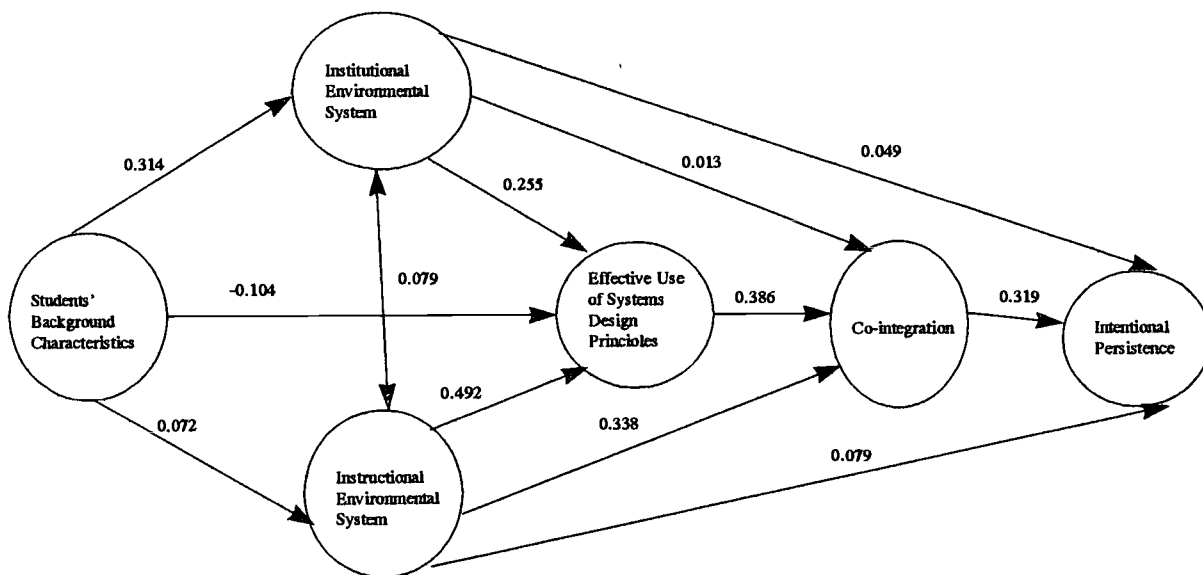 Institutional
Environmental
System
0.314
0.013
0.049
0.255
Students'
Background
Characteristics
-0.104
0.079
Effective Use
of Systems
Design
Princioles
0.386
Co-integration
0.319
Intentional
Persistence
0.072
0.492
0.338
0.079
Instructional
Environmental
System